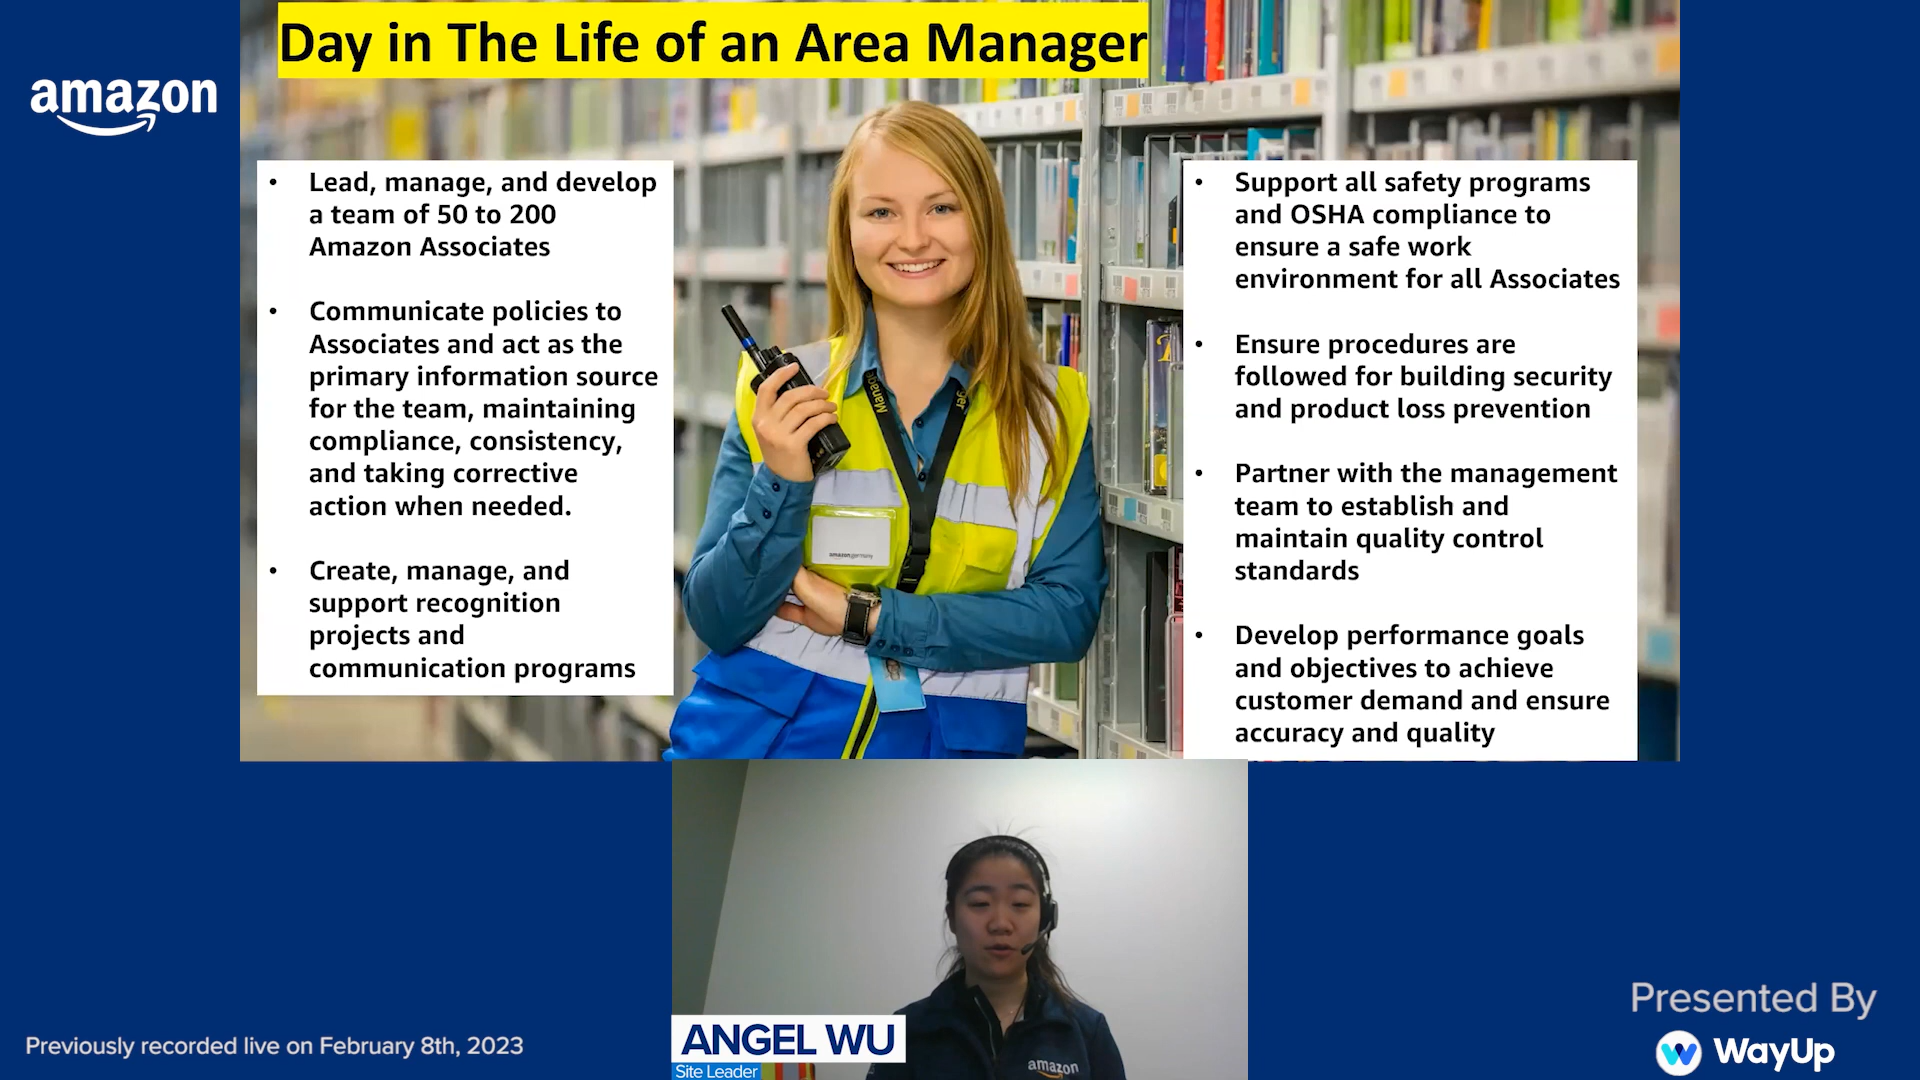 Day in The Life of an Area Manager
amazon
• Lead, manage, and develop
a team of 50 to 200
Amazon Associates
• Communicate policies to
Associates and act as the
primary information source
for the team, maintaining
compliance, consistency,
and taking corrective
action when needed.
• Create, manage, and
support recognition
projects and
communication programs
Manag
ger
amazongermany
• Support all safety programs
and OSHA compliance to
ensure a safe work
environment for all Associates
• Ensure procedures are
followed for building security
and product loss prevention
• Partner with the management
team to establish and
maintain quality control
standards
• Develop performance goals
and objectives to achieve
customer demand and ensure
accuracy and quality
ANGEL WU
Site Leader
amazon
Previously recorded live on February 8th, 2023
Presented By
WayUp